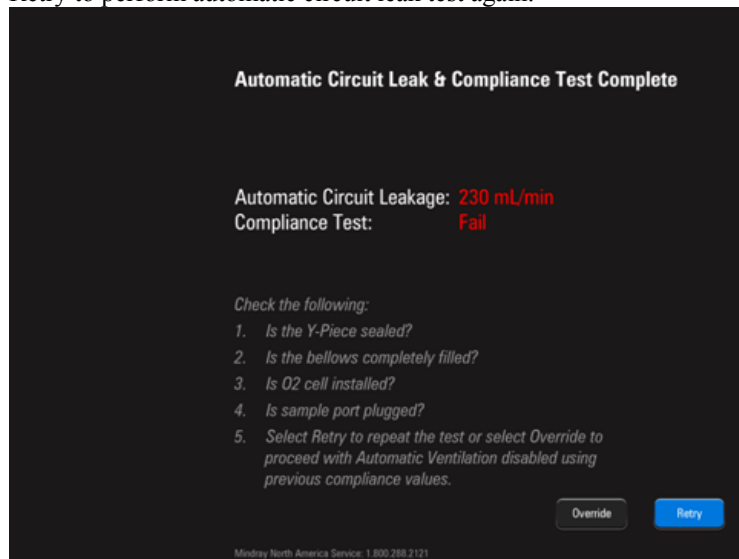 Retry to perform automatic circuit leak test again.
Automatic Circuit Leak & Compliance Test Complete
Automatic Circuit Leakage: 230 mL/min
Compliance Test: Fail
Check the following:
1. Is the Y-Piece sealed?
2. Is the bellows completely filled?
3. Is O2 cell installed?
4. Is sample port plugged?
5. Select Retry to repeat the test or select Override to
proceed with Automatic Ventilation disabled using
previous compliance values.
Override Retry
Mindray North America Service: 1.800.288.2121